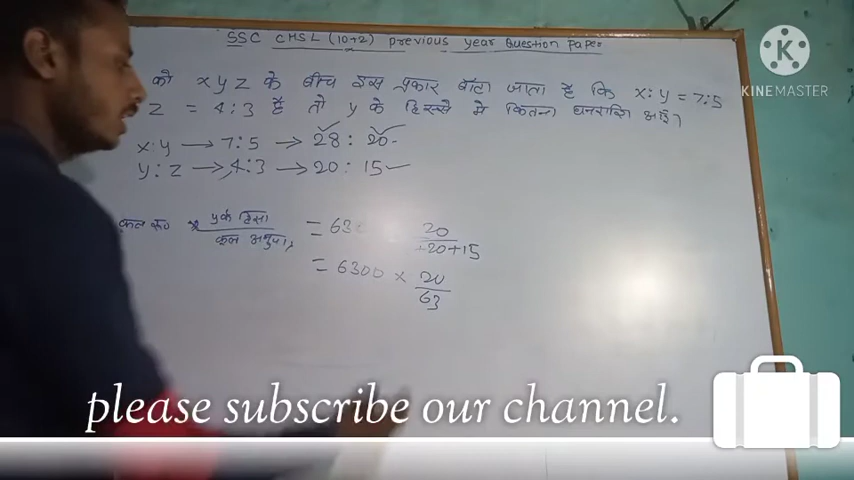 SSC CHSL (10+2) previous year Question paper
को x y z के बीच इस प्रकार बाँटा जाता है कि x:y = 7:5
z = 4:3 है तो y के हिस्से मे कितना धनराशि
x:y → 7:5 → 28 : 20
y:z → 4:3 → 20 : 15
कुल रू० × y के हिसा / कुल अनुपा,
= 63 20 / +20+15
= 6300 × 20/63
KINEMASTER
please subscribe our channel.